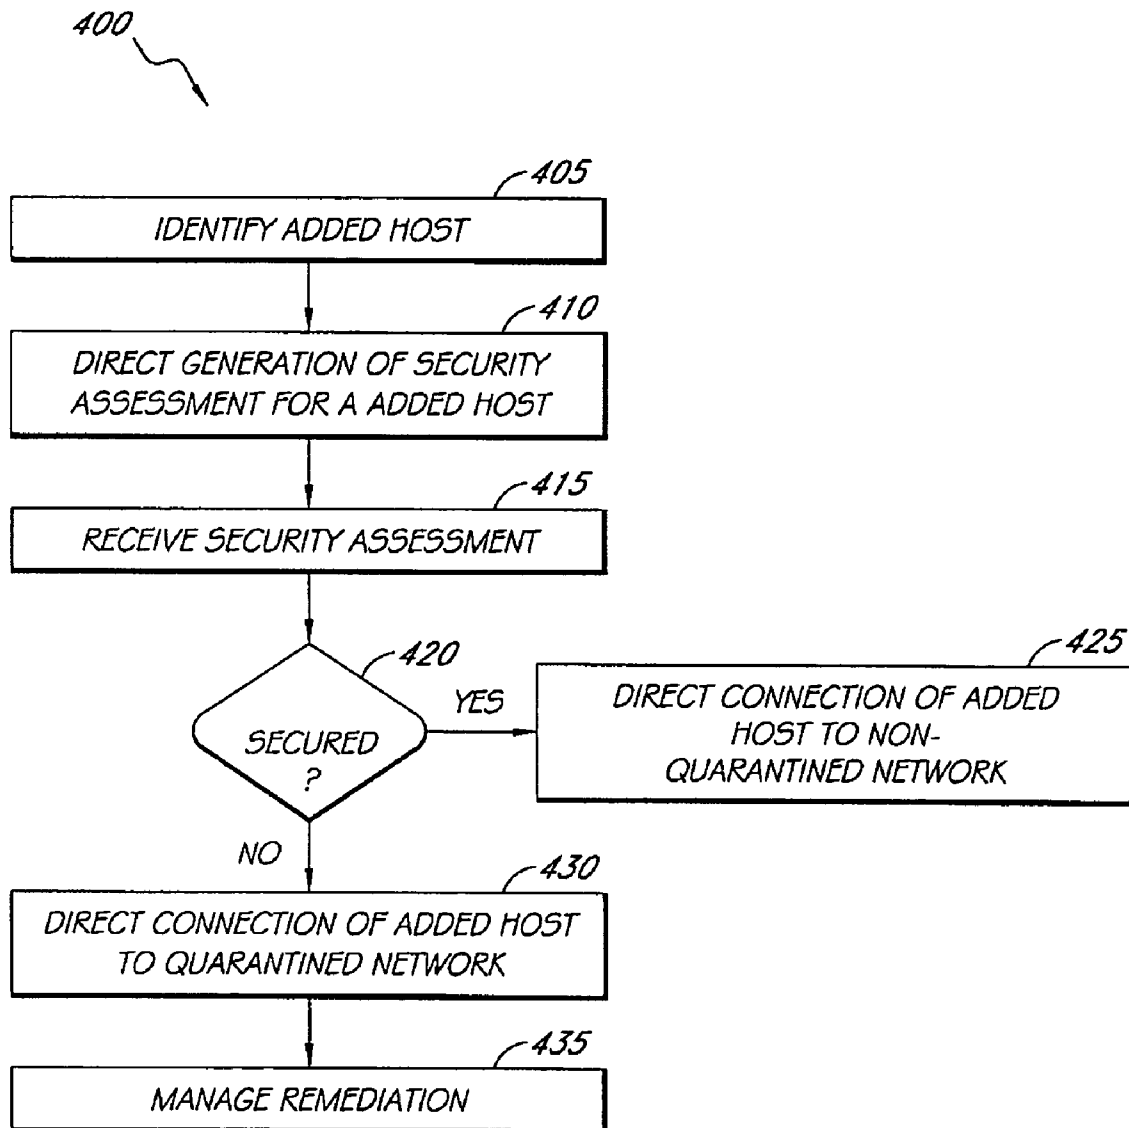 400
405
IDENTIFY ADDED HOST
410
DIRECT GENERATION OF SECURITY
ASSESSMENT FOR A ADDED HOST
415
RECEIVE SECURITY ASSESSMENT
420
SECURED
?
YES
425
DIRECT CONNECTION OF ADDED
HOST TO NON-
QUARANTINED NETWORK
NO
430
DIRECT CONNECTION OF ADDED HOST
TO QUARANTINED NETWORK
435
MANAGE REMEDIATION